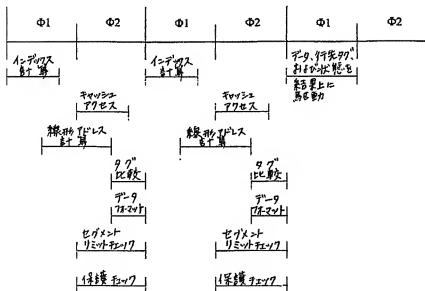 Φ1 Φ2 Φ1 Φ2 Φ1 Φ2
インデックス
計算
インデックス
計算
データ、行先タグ、
および状態を
結果上に
駆動
キャッシュ
アクセス
キャッシュ
アクセス
線形アドレス
計算
線形アドレス
計算
タグ
比較
タグ
比較
データ
フォーマット
データ
フォーマット
セグメント
リミットチェック
セグメント
リミットチェック
保護チェック
保護チェック